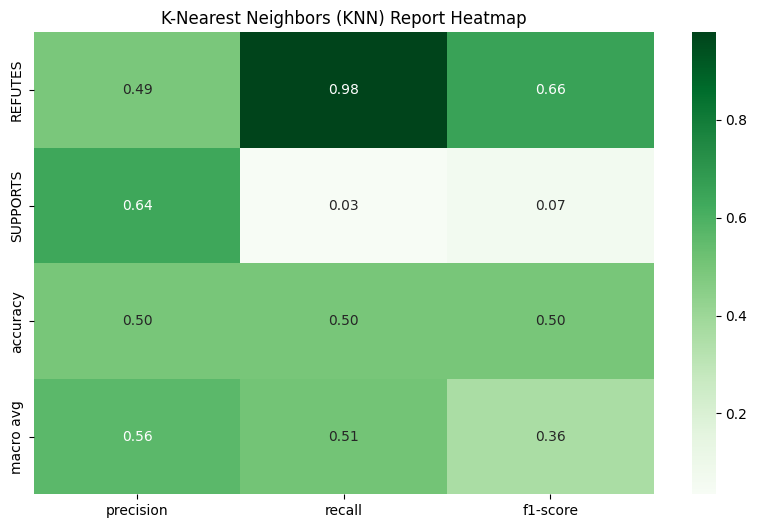 K-Nearest Neighbors (KNN) Report Heatmap
REFUTES 0.49 0.98 0.66
SUPPORTS 0.64 0.03 0.07
accuracy 0.50 0.50 0.50
macro avg 0.56 0.51 0.36
precision recall f1-score
0.8
0.6
0.4
0.2